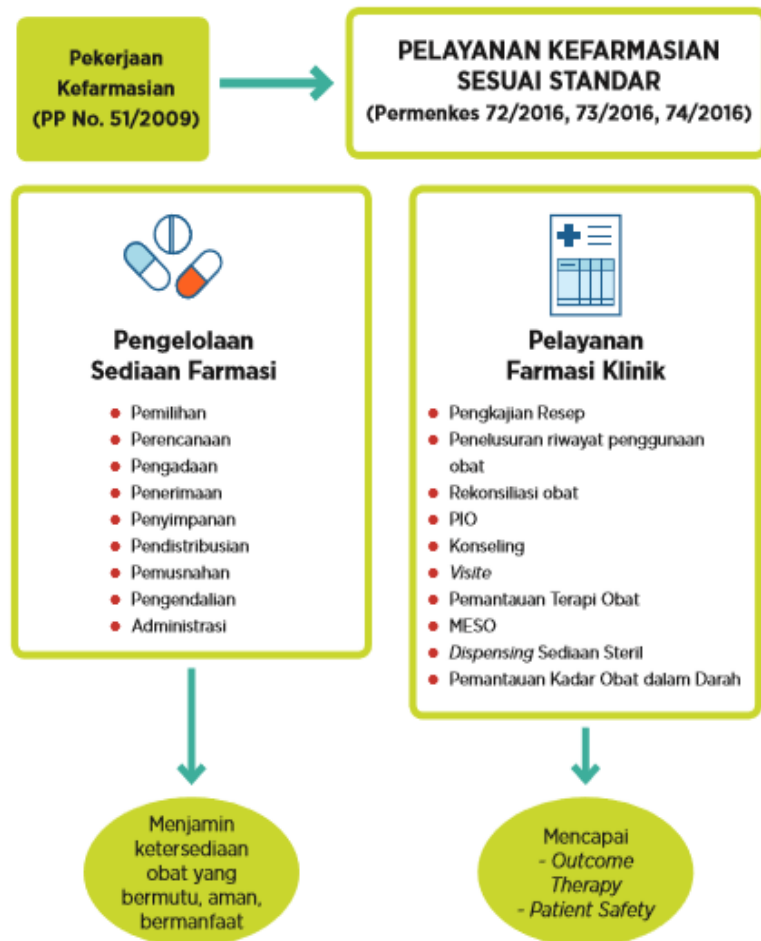 Pekerjaan
Kefarmasian
(PP No. 51/2009)
PELAYANAN KEFARMASIAN
SESUAI STANDAR
(Permenkes 72/2016, 73/2016, 74/2016)
Pengelolaan
Sediaan Farmasi
● Pemilihan
● Perencanaan
● Pengadaan
● Penerimaan
● Penyimpanan
● Pendistribusian
● Pemusnahan
● Pengendalian
● Administrasi
Pelayanan
Farmasi Klinik
● Pengkajian Resep
● Penelusuran riwayat penggunaan
obat
● Rekonsiliasi obat
● PIO
● Konseling
● Visite
● Pemantauan Terapi Obat
● MESO
● Dispensing Sediaan Steril
● Pemantauan Kadar Obat dalam Darah
Menjamin
ketersediaan
obat yang
bermutu, aman,
bermanfaat
Mencapai
- Outcome
Therapy
- Patient Safety